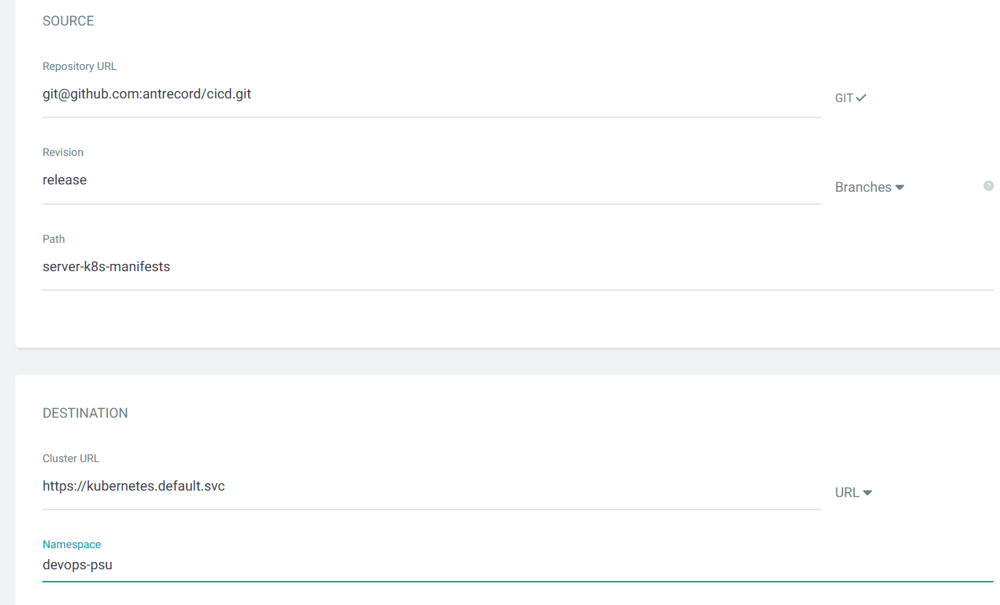 SOURCE
Repository URL
git@github.com:antrecord/cicd.git
GIT
Revision
release
Branches
?
Path
server-k8s-manifests
DESTINATION
Cluster URL
https://kubernetes.default.svc
URL
Namespace
devops-psu